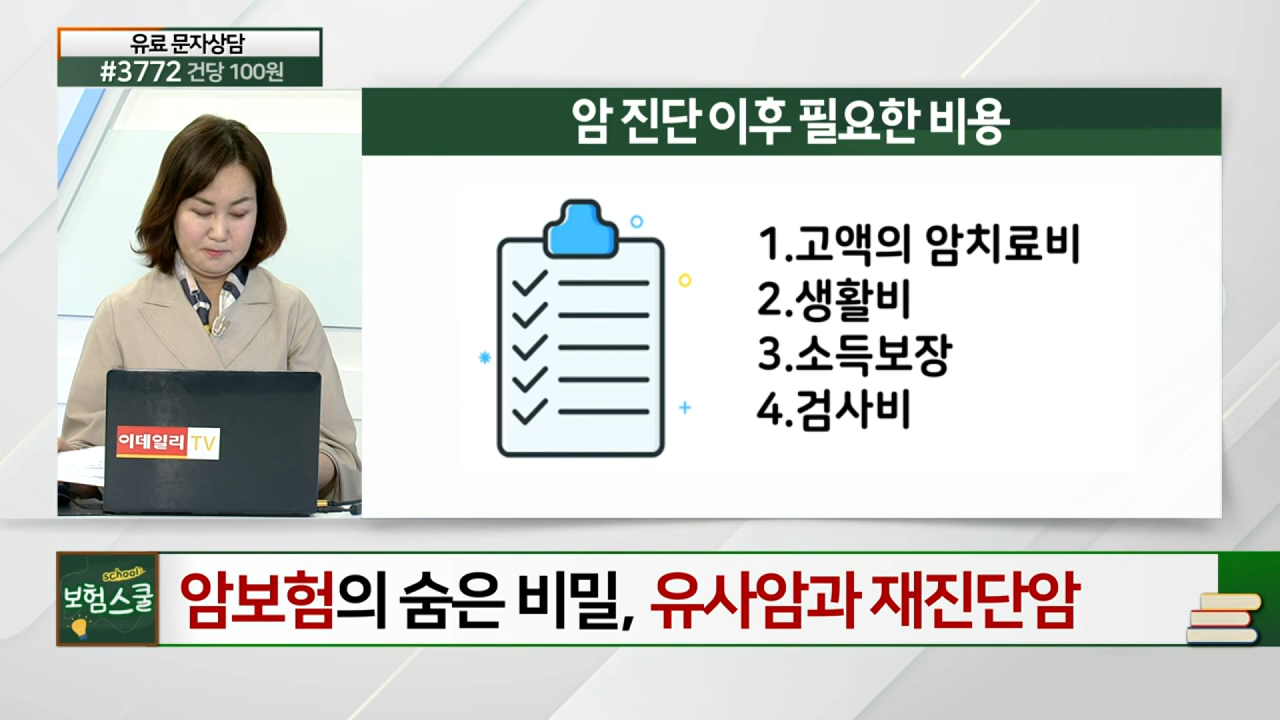 유료 문자상담
#3772 건당 100원
암 진단 이후 필요한 비용
1.고액의 암치료비
2.생활비
3.소득보장
4.검사비
이데일리 TV
school
보험스쿨
암보험의 숨은 비밀, 유사암과 재진단암